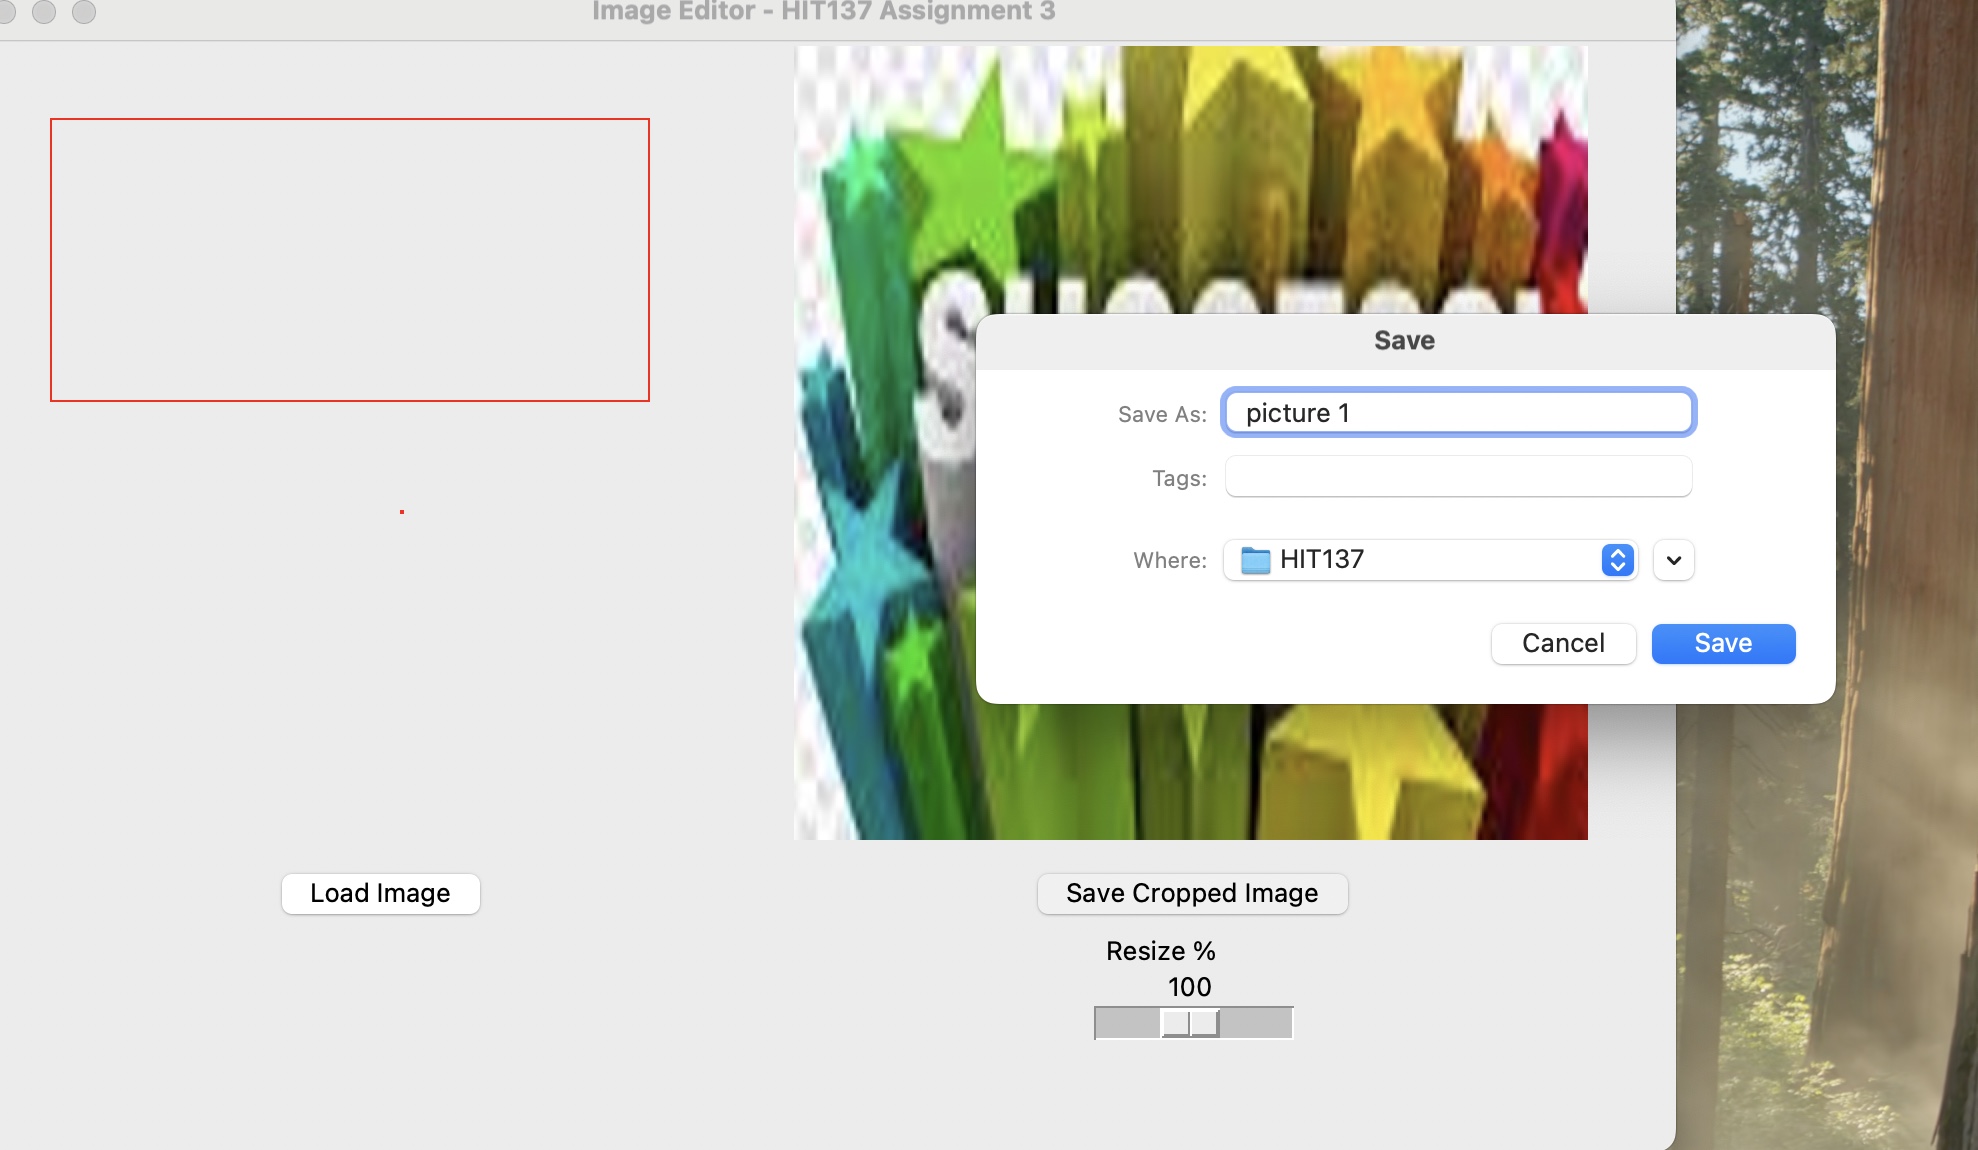 Image Editor - HIT137 Assignment 3
Save
Save As: picture 1
Tags:
Where: HIT137
Cancel Save
Load Image
Save Cropped Image
Resize %
100